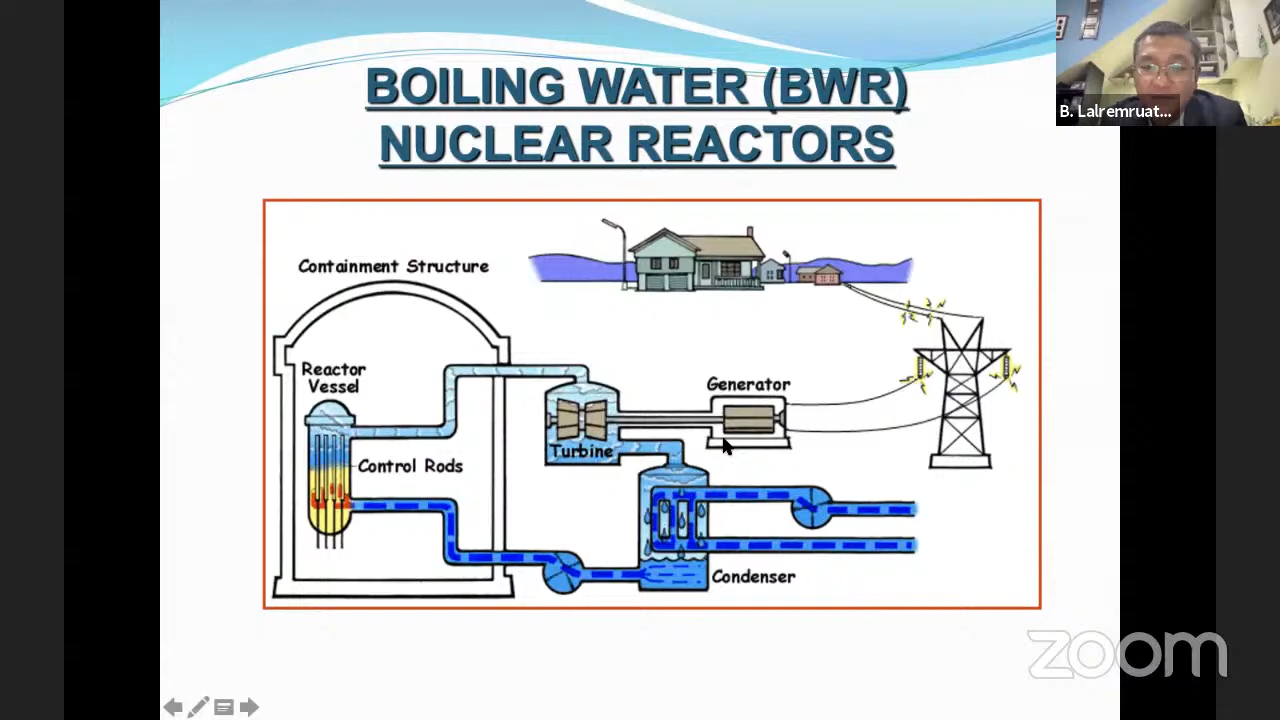 BOILING WATER (BWR)
NUCLEAR REACTORS
B. Lalremruat...
Containment Structure
Reactor
Vessel
Generator
Turbine
Control Rods
Condenser
zoom